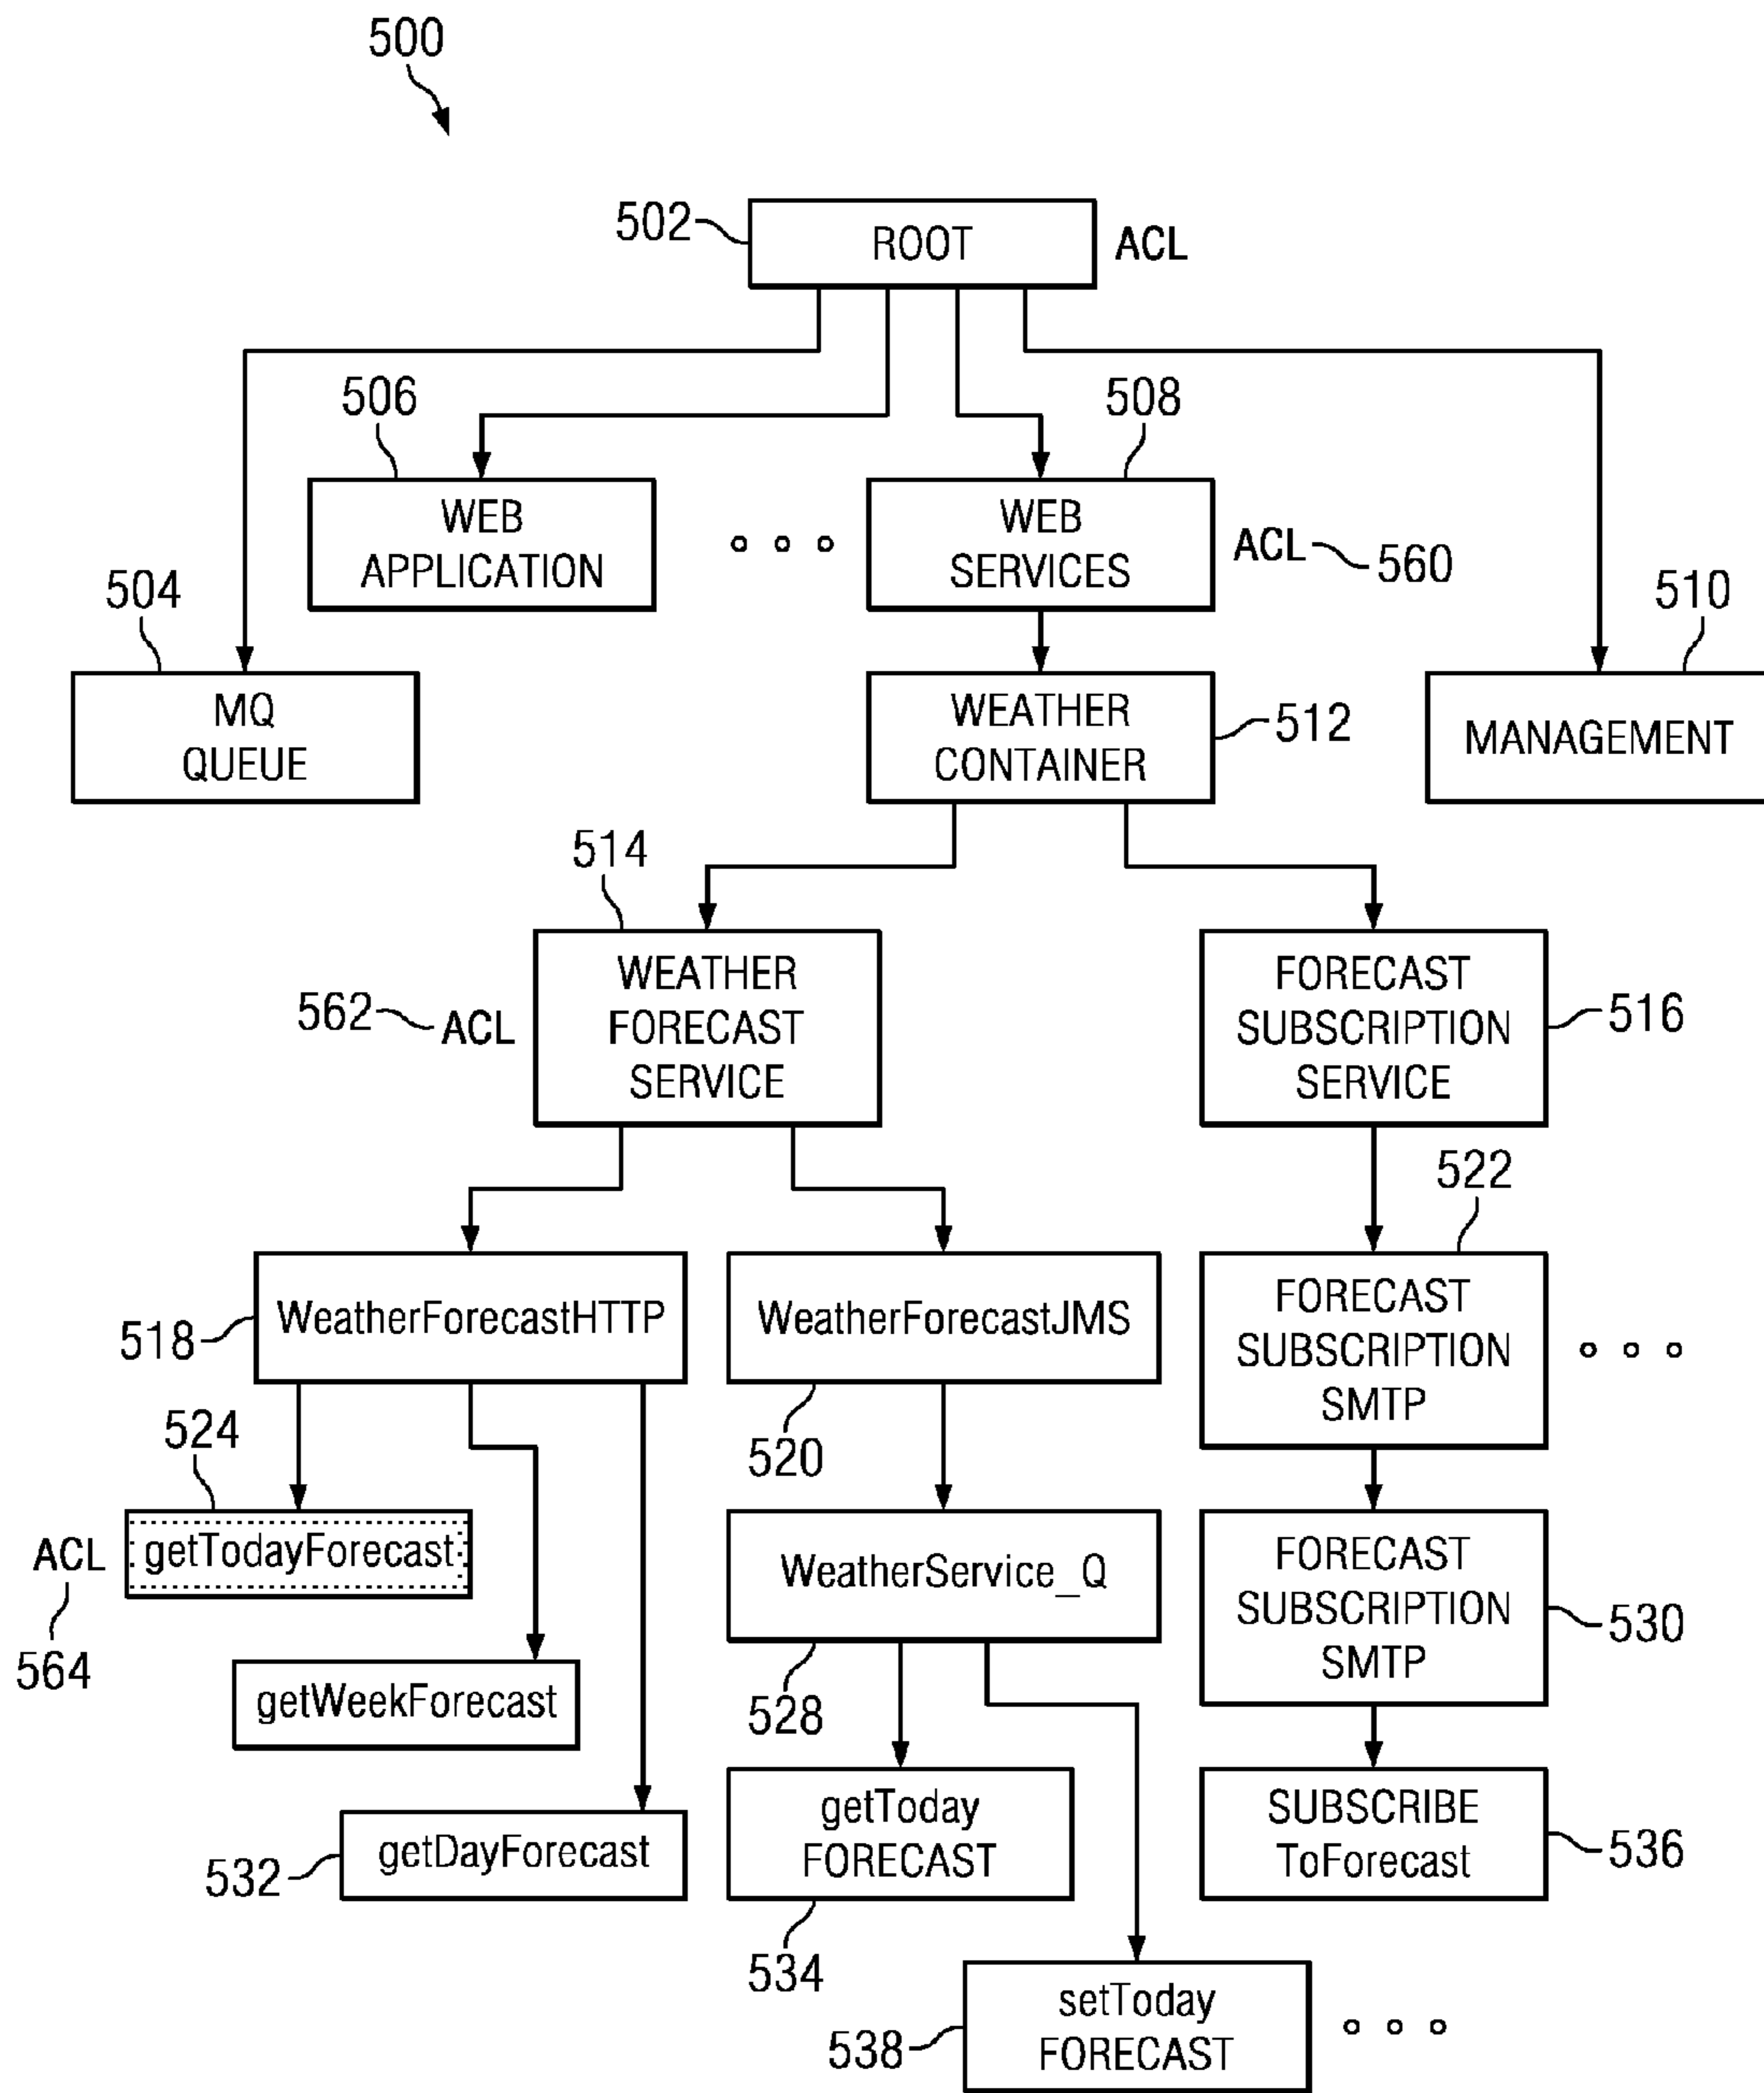 500
502
ROOT
ACL
506
508
WEB
APPLICATION
WEB
SERVICES
ACL
560
504
510
MQ
QUEUE
WEATHER
CONTAINER
512
MANAGEMENT
514
562
ACL
WEATHER
FORECAST
SERVICE
FORECAST
SUBSCRIPTION
SERVICE
516
522
518
WeatherForecastHTTP
WeatherForecastJMS
520
FORECAST
SUBSCRIPTION
SMTP
524
ACL
564
getTodayForecast
WeatherService_Q
528
FORECAST
SUBSCRIPTION
SMTP
530
getWeekForecast
532
getDayForecast
getToday
FORECAST
534
SUBSCRIBE
ToForecast
536
538
setToday
FORECAST